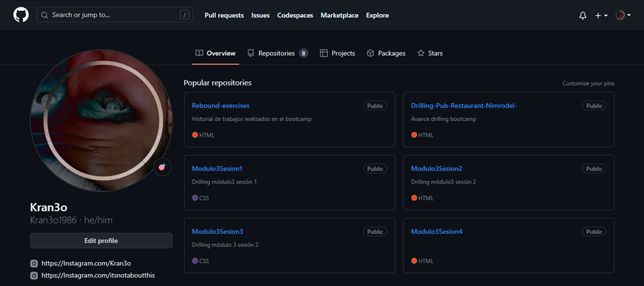 Search or jump to... /
Pull requests Issues Codespaces Marketplace Explore
Overview Repositories 8 Projects Packages Stars
Popular repositories
Customize your pins
Rebound-exercises Public
Historial de trabajos realizados en el bootcamp
HTML
Drilling-Pub-Restaurant-Nimrodel- Public
Avance drilling bootcamp
HTML
Modulo3Sesion1 Public
Drilling módulo3 sesión 1
CSS
Modulo3Sesion2 Public
Drilling módulo3 sesión 2
HTML
Modulo3Sesion3 Public
Drilling módulo 3 sesión 2
CSS
Modulo3Sesion4 Public
HTML
Kran3o
Kran3o1986 · he/him
Edit profile
https://Instagram.com/Kran3o
https://Instagram.com/itsnotaboutthis